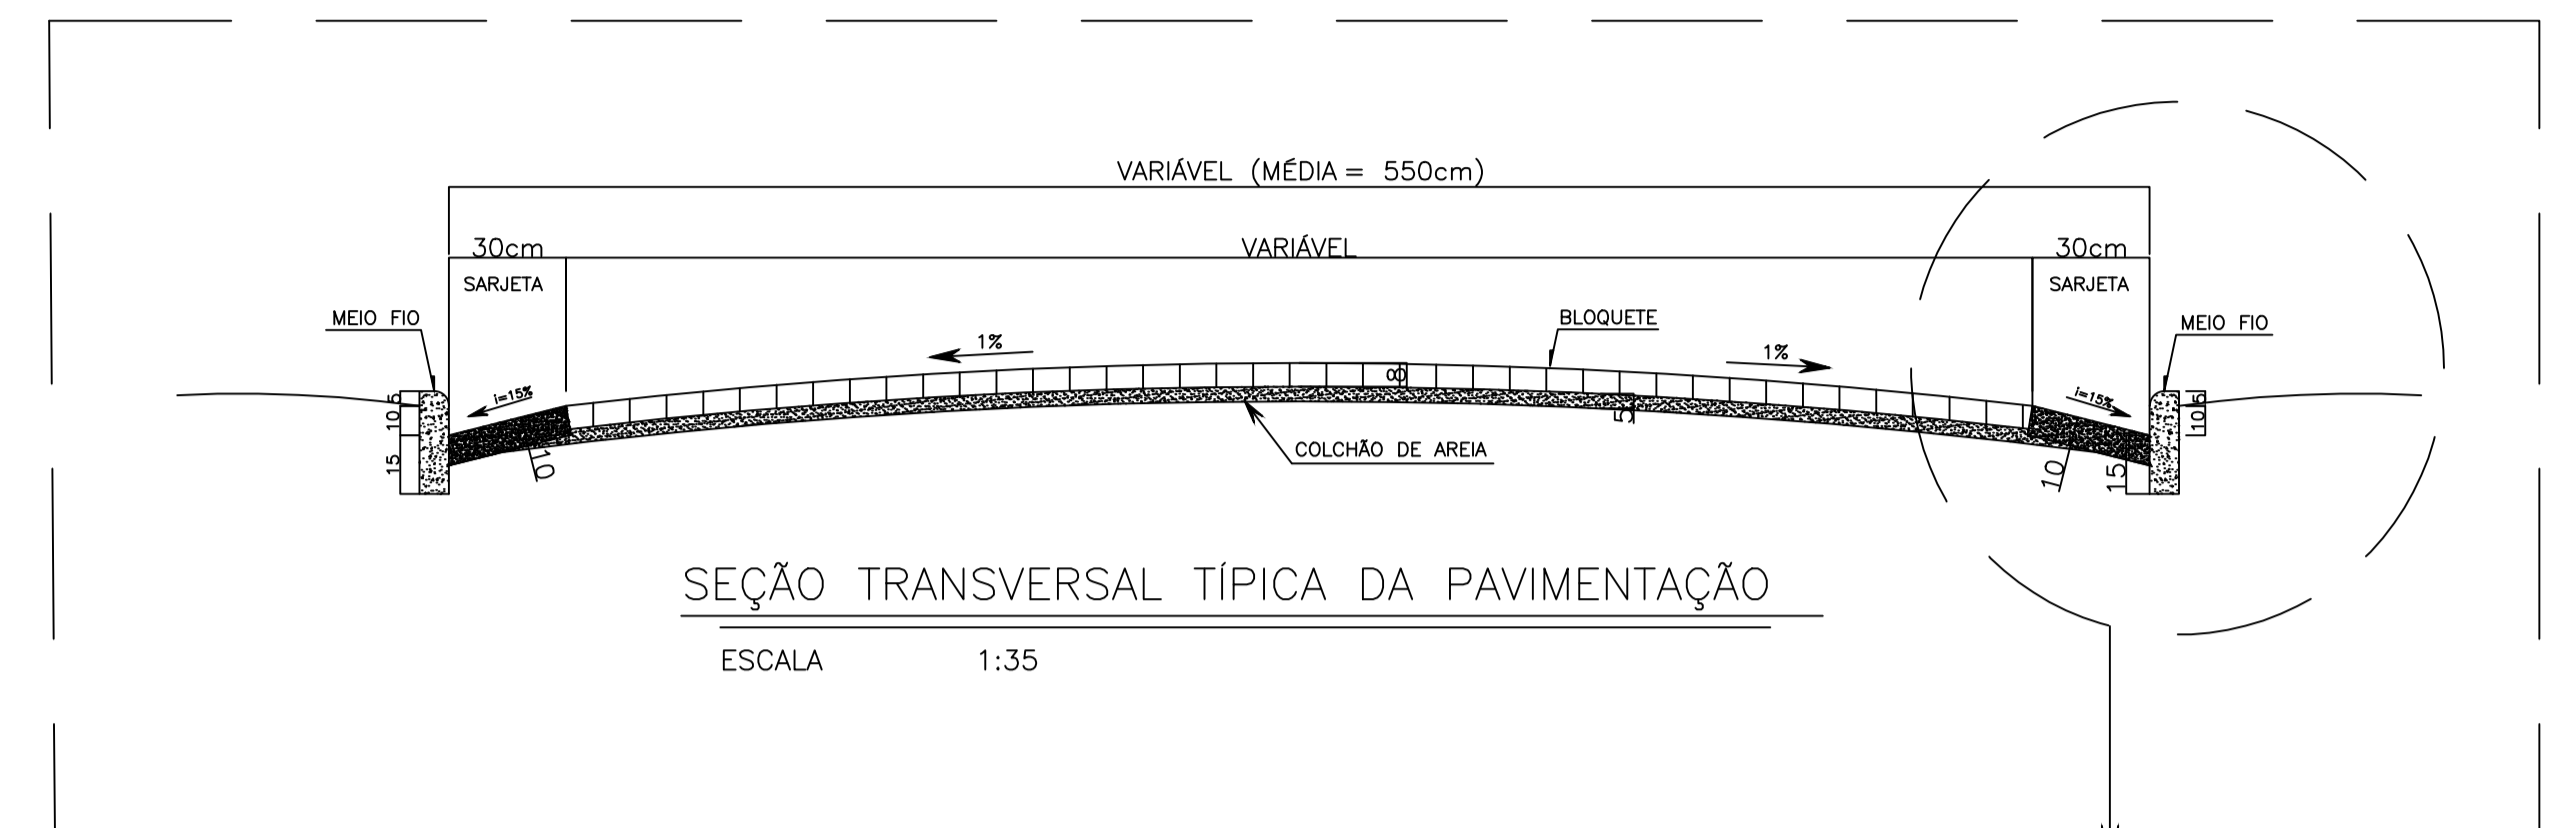 VARIÁVEL (MÉDIA = 550cm)
30cm
VARIÁVEL
30cm
SARJETA
SARJETA
MEIO FIO
BLOQUETE
MEIO FIO
1%
1%
i=15%
i=15%
8
5
10
15
5
10
5
10
10
15
COLCHÃO DE AREIA
SEÇÃO TRANSVERSAL TÍPICA DA PAVIMENTAÇÃO
ESCALA 1:35